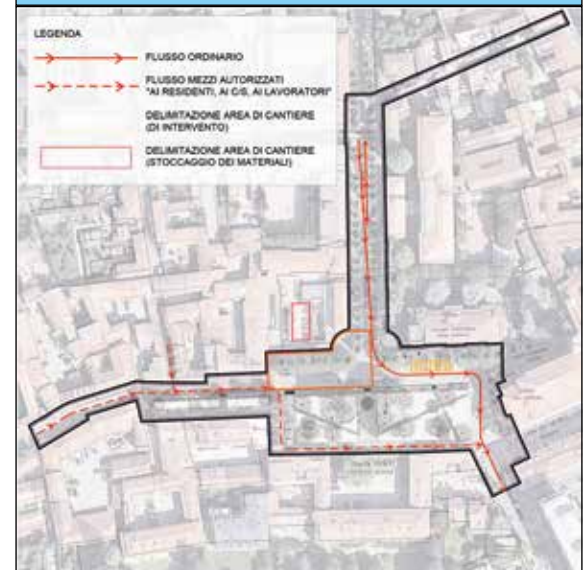 LEGENDA
FLUSSO ORDINARIO
FLUSSO MEZZI AUTORIZZATI
"AI RESIDENTI, AI C/S, AI LAVORATORI"
DELIMITAZIONE AREA DI CANTIERE
(DI INTERVENTO)
DELIMITAZIONE AREA DI CANTIERE
(STOCCAGGIO DEI MATERIALI)